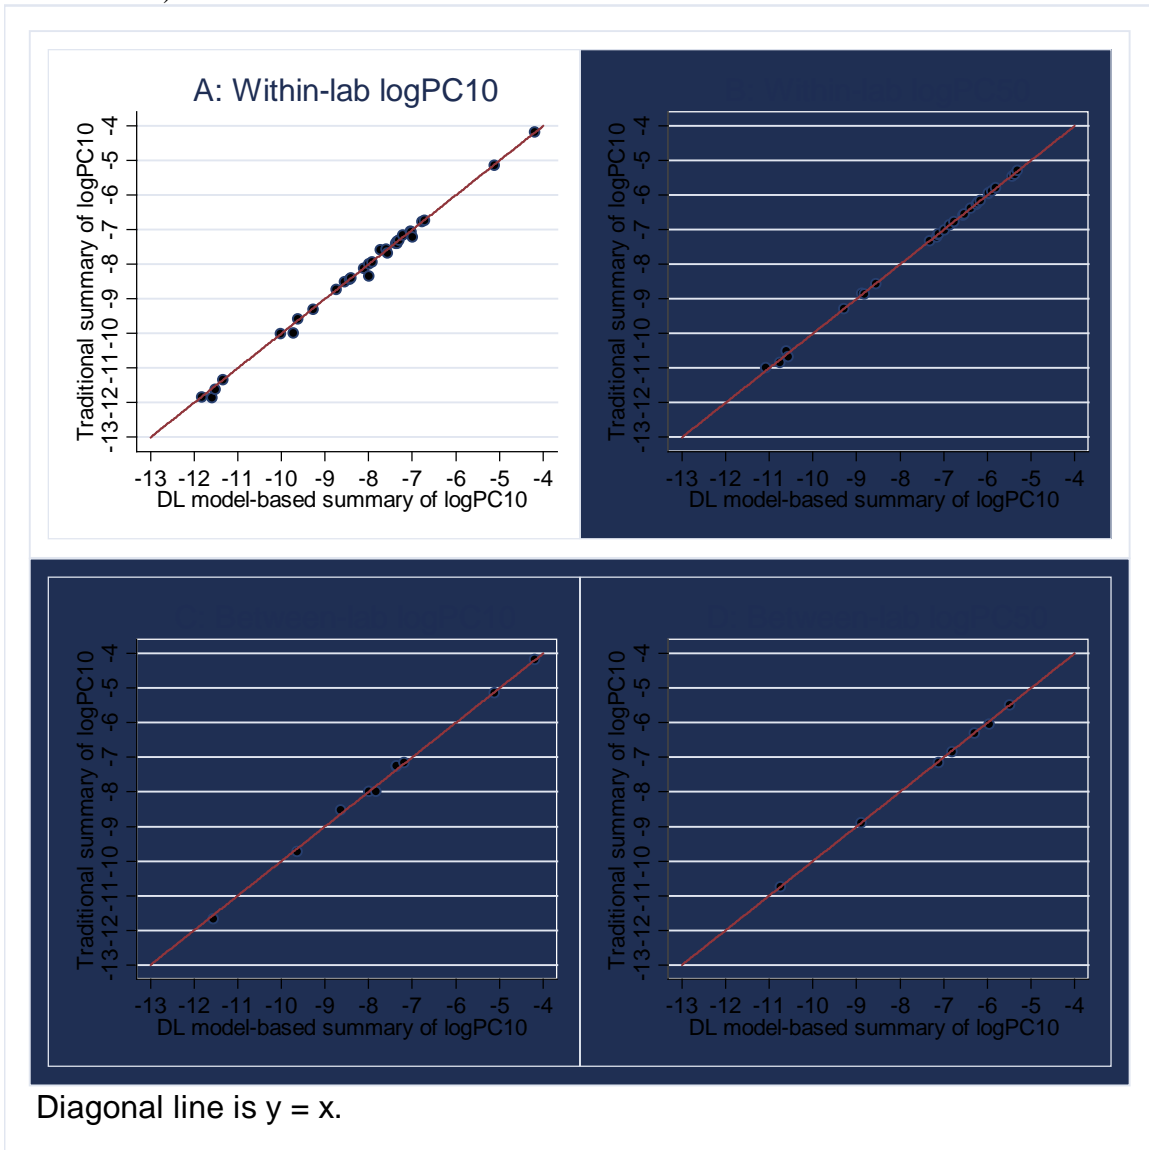 A: Within-lab logPC10
Traditional summary of logPC10
-4
-5
-6
-7
-8
-9
-10
-11
-12
-13
-13 -12 -11 -10 -9 -8 -7 -6 -5 -4
DL model-based summary of logPC10
Traditional summary of logPC10
-4
-5
-6
-7
-8
-9
-10
-11
-12
-13
-13 -12 -11 -10 -9 -8 -7 -6 -5 -4
DL model-based summary of logPC10
Traditional summary of logPC10
-4
-5
-6
-7
-8
-9
-10
-11
-12
-13
-13 -12 -11 -10 -9 -8 -7 -6 -5 -4
DL model-based summary of logPC10
Traditional summary of logPC10
-4
-5
-6
-7
-8
-9
-10
-11
-12
-13
-13 -12 -11 -10 -9 -8 -7 -6 -5 -4
DL model-based summary of logPC10
Diagonal line is y = x.